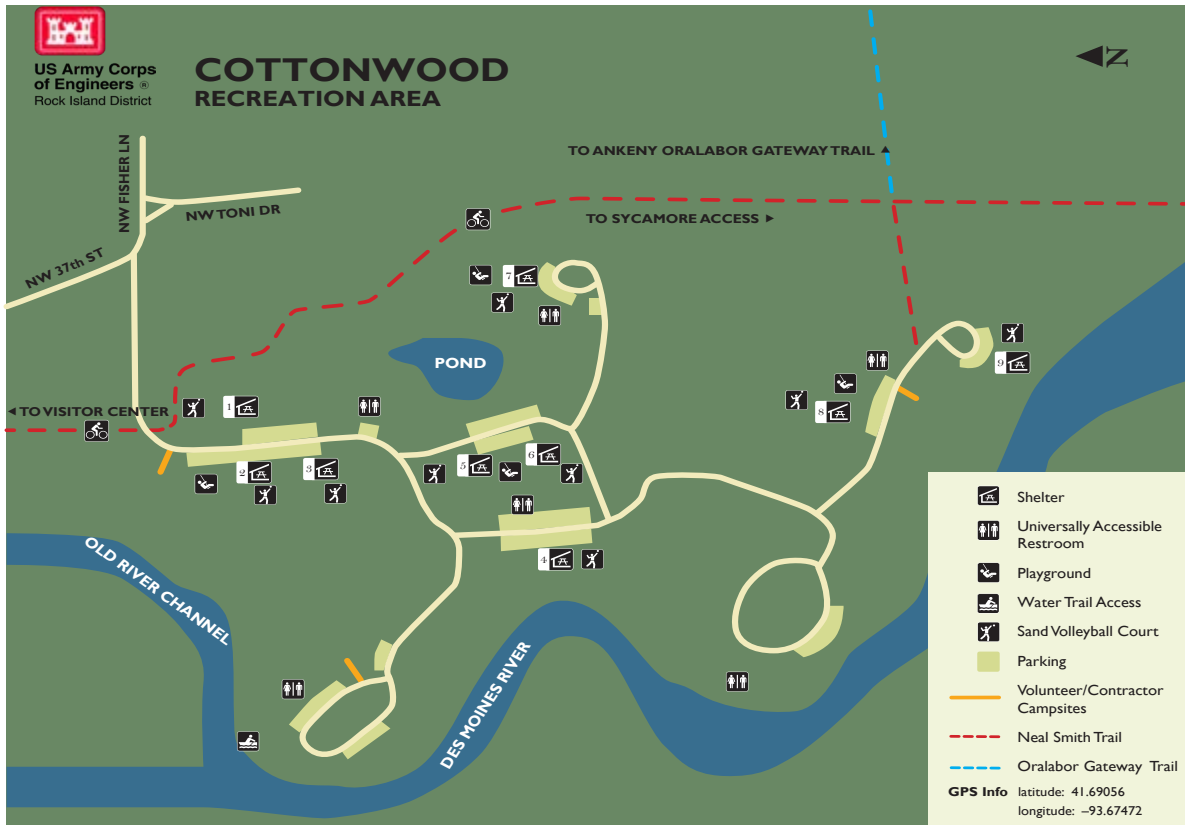 US Army Corps
of Engineers ®
Rock Island District
COTTONWOOD
RECREATION AREA
N
NW FISHER LN
NW TONI DR
NW 37th ST
TO ANKENY ORALABOR GATEWAY TRAIL ▲
TO SYCAMORE ACCESS ►
◄ TO VISITOR CENTER
POND
7
1
2
3
5
6
4
8
9
OLD RIVER CHANNEL
DES MOINES RIVER
Shelter
Universally Accessible
Restroom
Playground
Water Trail Access
Sand Volleyball Court
Parking
Volunteer/Contractor
Campsites
Neal Smith Trail
Oralabor Gateway Trail
GPS Info latitude: 41.69056
longitude: –93.67472